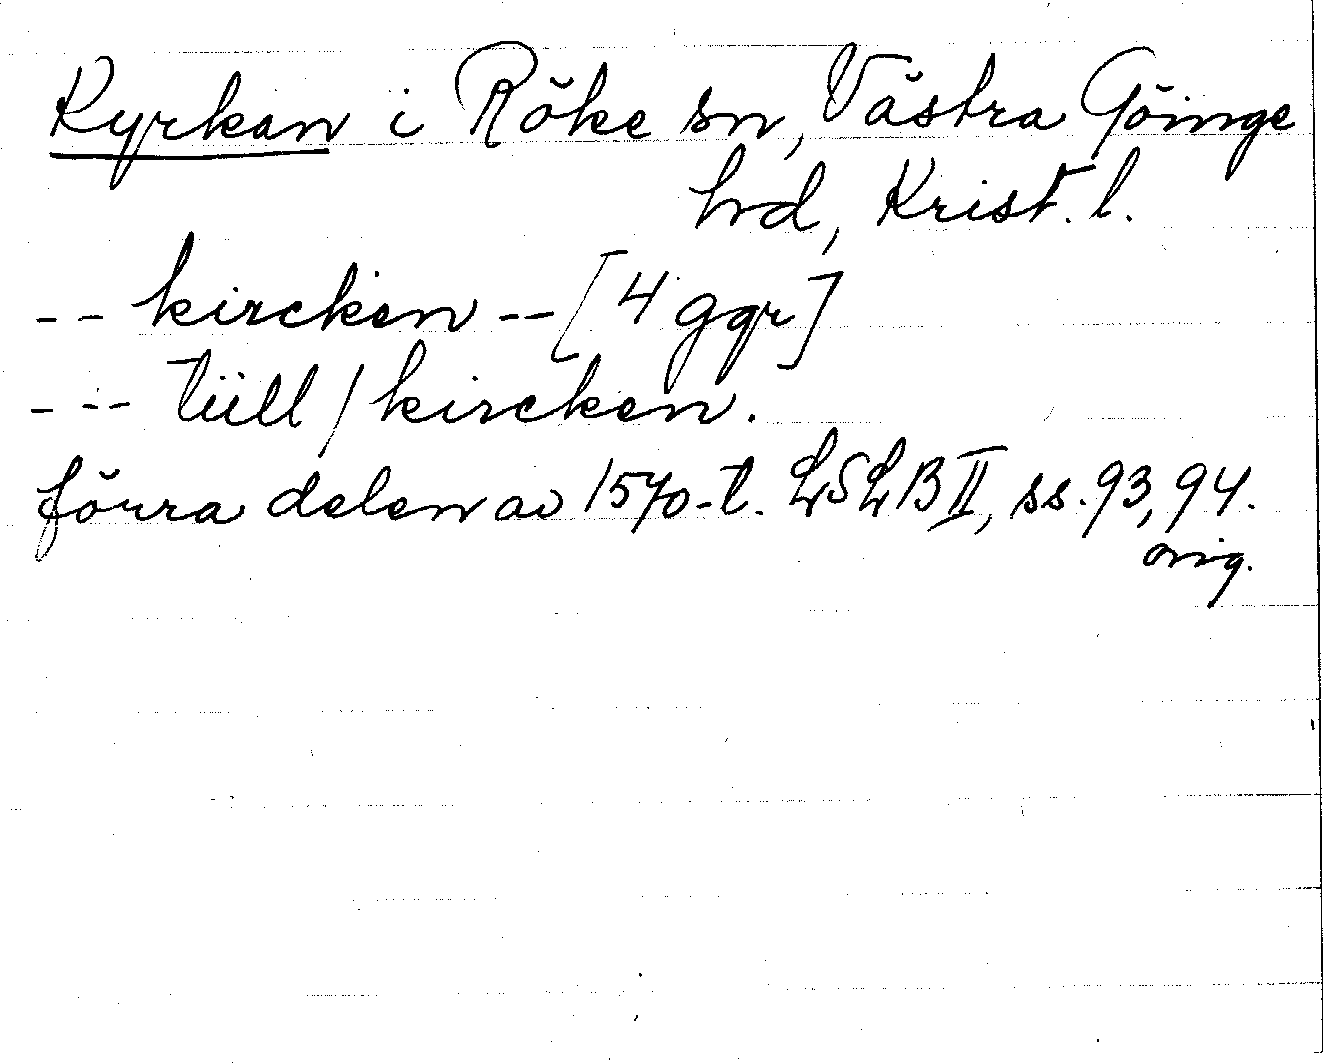 Kyrkan i Röke sn, Västra Göinge
hd, Krist. l.
-- kircken -- [4 ggr]
--- tüll / kircken.
förra delen av 1570-t. LSLB II, ss. 93, 94.
orig.